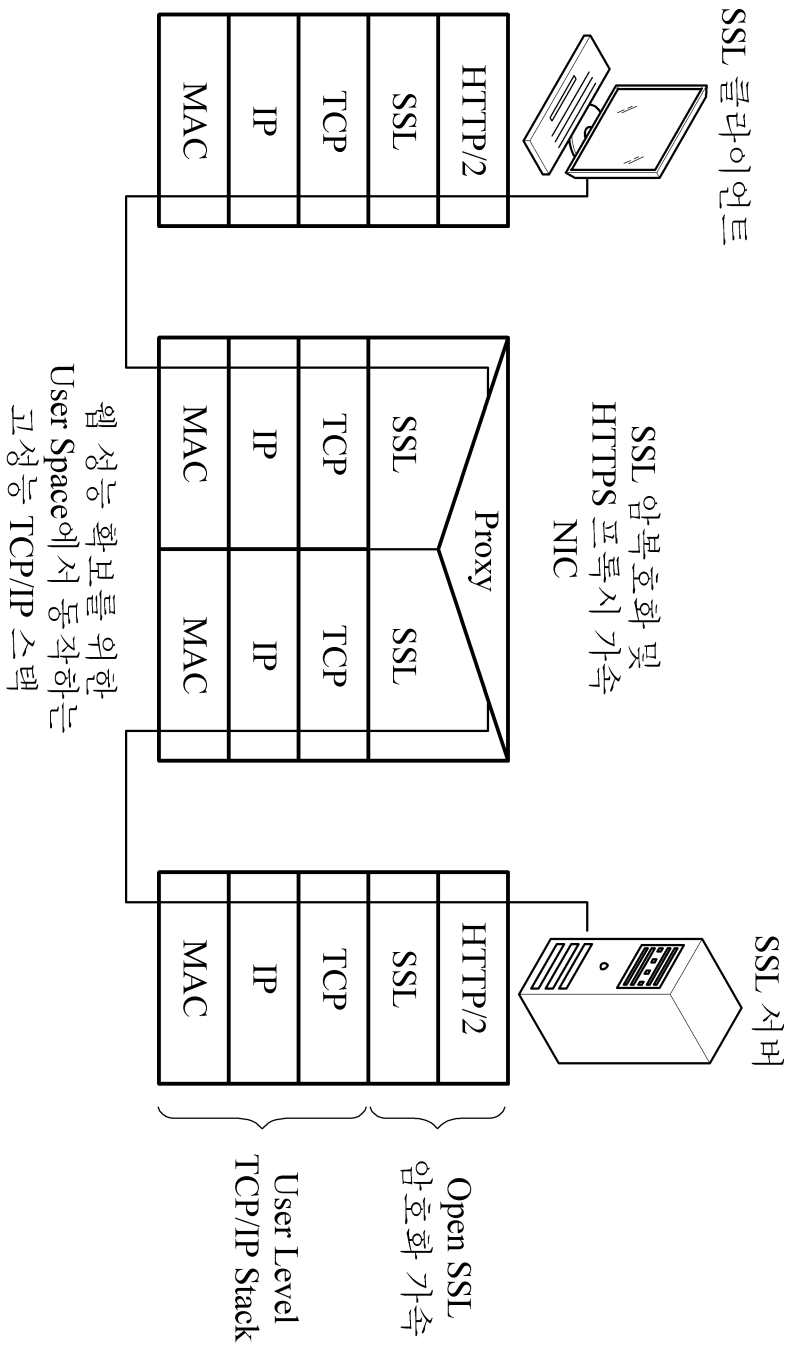 SSL 클라이언트
SSL 암복호화 및
HTTPS 프록시 가속
NIC
SSL 서버
HTTP/2
SSL
TCP
IP
MAC
Proxy
SSL
TCP
IP
MAC
SSL
TCP
IP
MAC
HTTP/2
SSL
TCP
IP
MAC
Open SSL
암호화 가속
User Level
TCP/IP Stack
웹 성능 확보를 위한
User Space에서 동작하는
고성능 TCP/IP 스택